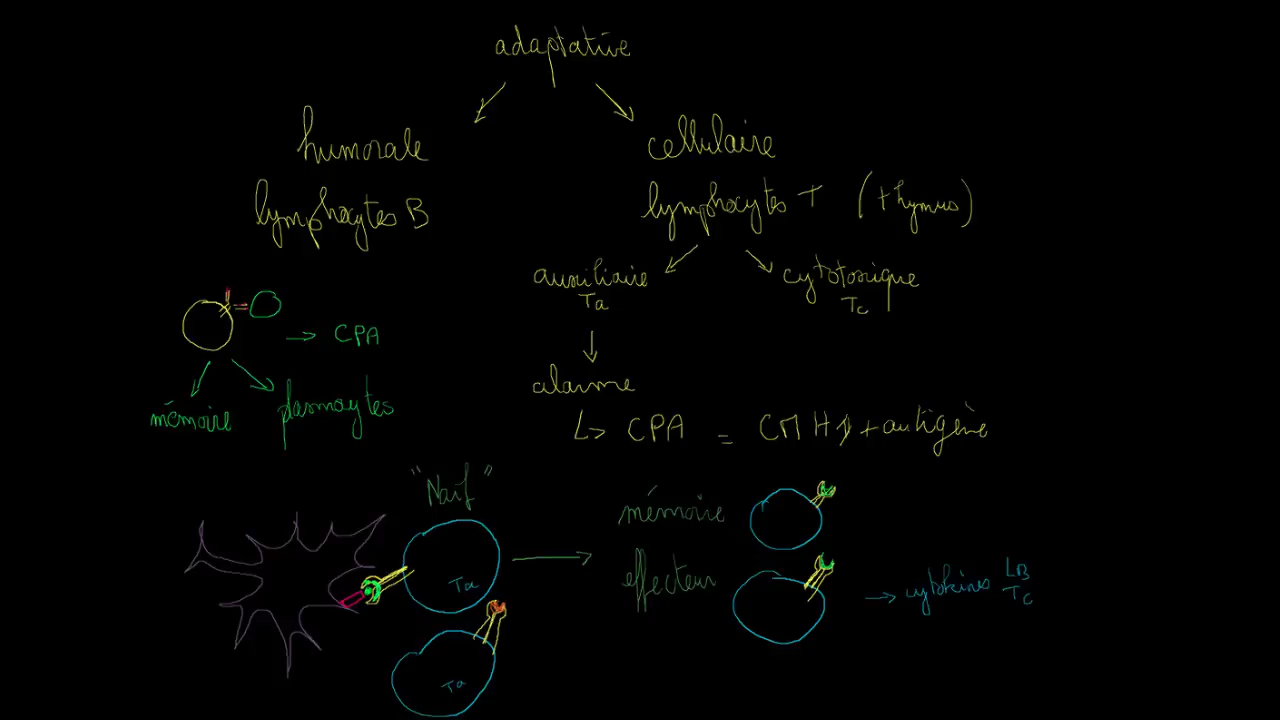 adaptative
humorale
cellulaire
lymphocytes B
lymphocytes T (thymus)
auxiliaire
Ta
cytotoxique
Tc
→ CPA
alarme
mémoire
plasmocytes
↳ CPA = CMH II + antigène
"Naïf"
mémoire
effecteur
Ta
→ cytokines LB
Tc
Ta